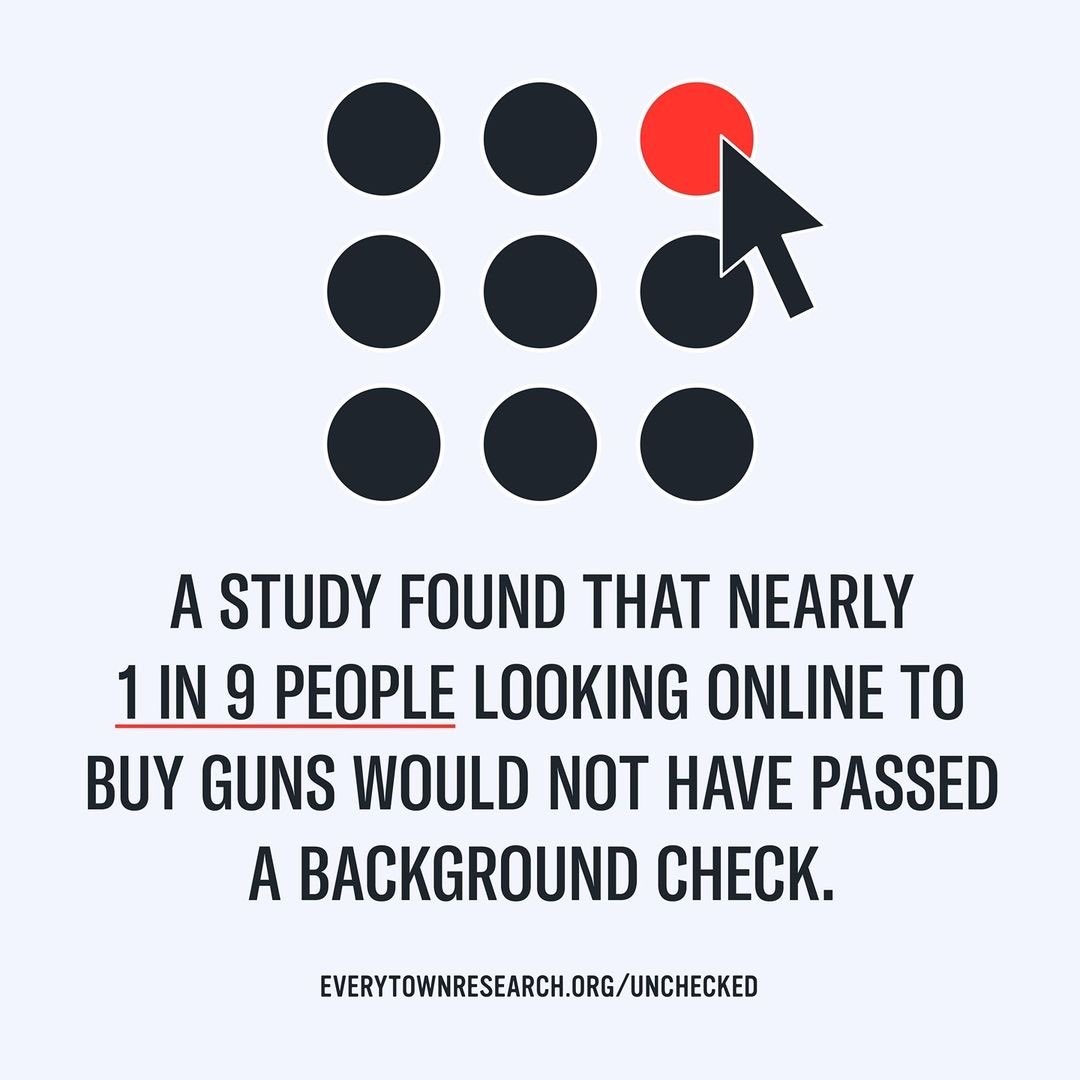 A STUDY FOUND THAT NEARLY
1 IN 9 PEOPLE LOOKING ONLINE TO
BUY GUNS WOULD NOT HAVE PASSED
A BACKGROUND CHECK.
EVERYTOWNRESEARCH.ORG/UNCHECKED